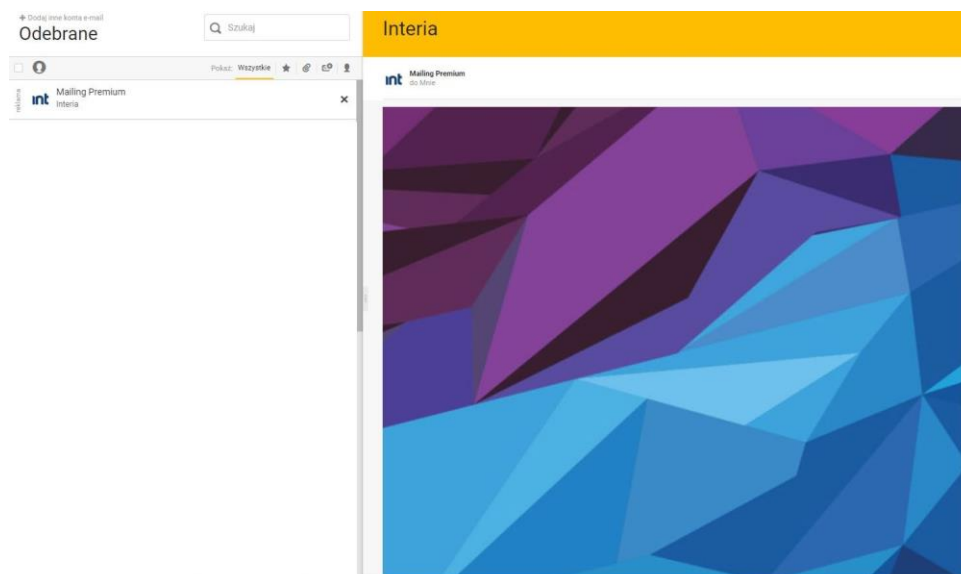 Dodaj inne konta e-mail
Odebrane
Szukaj
Pokaż: Wszystkie
reklama
int
Mailing Premium
Interia
Interia
int
Mailing Premium
do Mnie